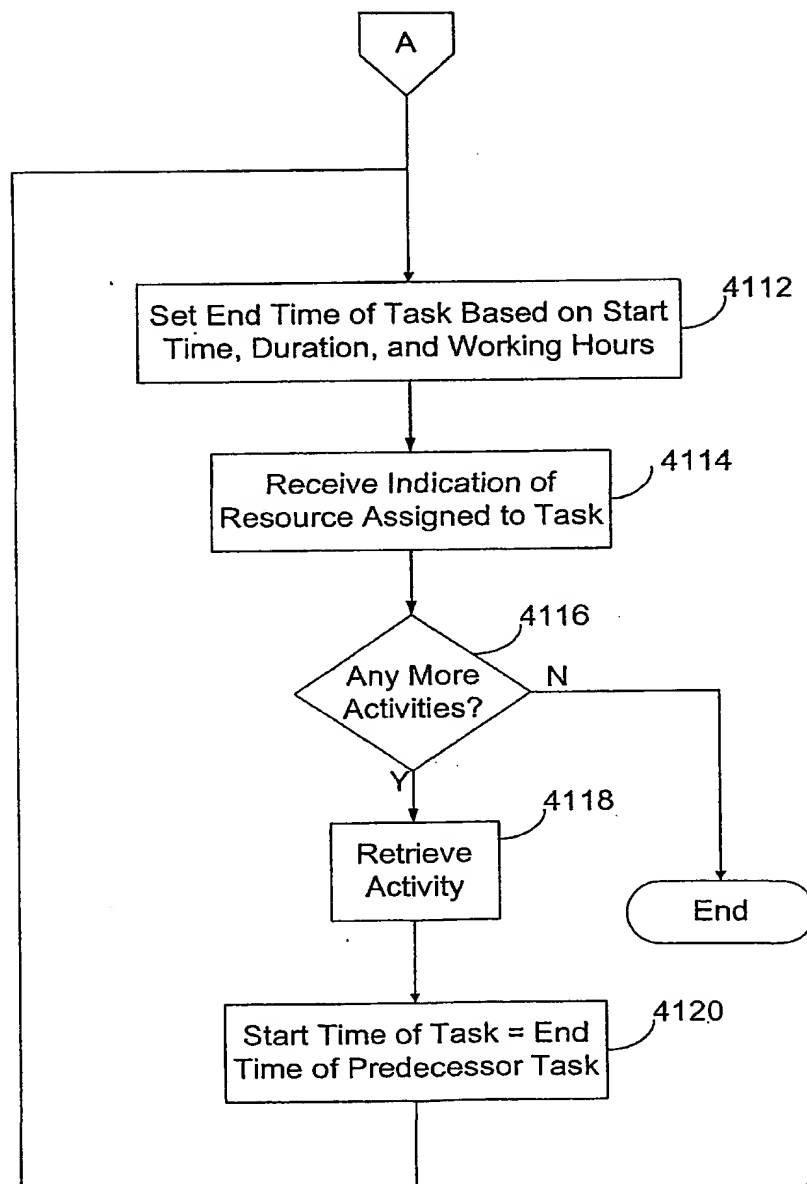 A
4112
Set End Time of Task Based on Start
Time, Duration, and Working Hours
4114
Receive Indication of
Resource Assigned to Task
4116
Any More
Activities?
N
Y
4118
Retrieve
Activity
End
4120
Start Time of Task = End
Time of Predecessor Task